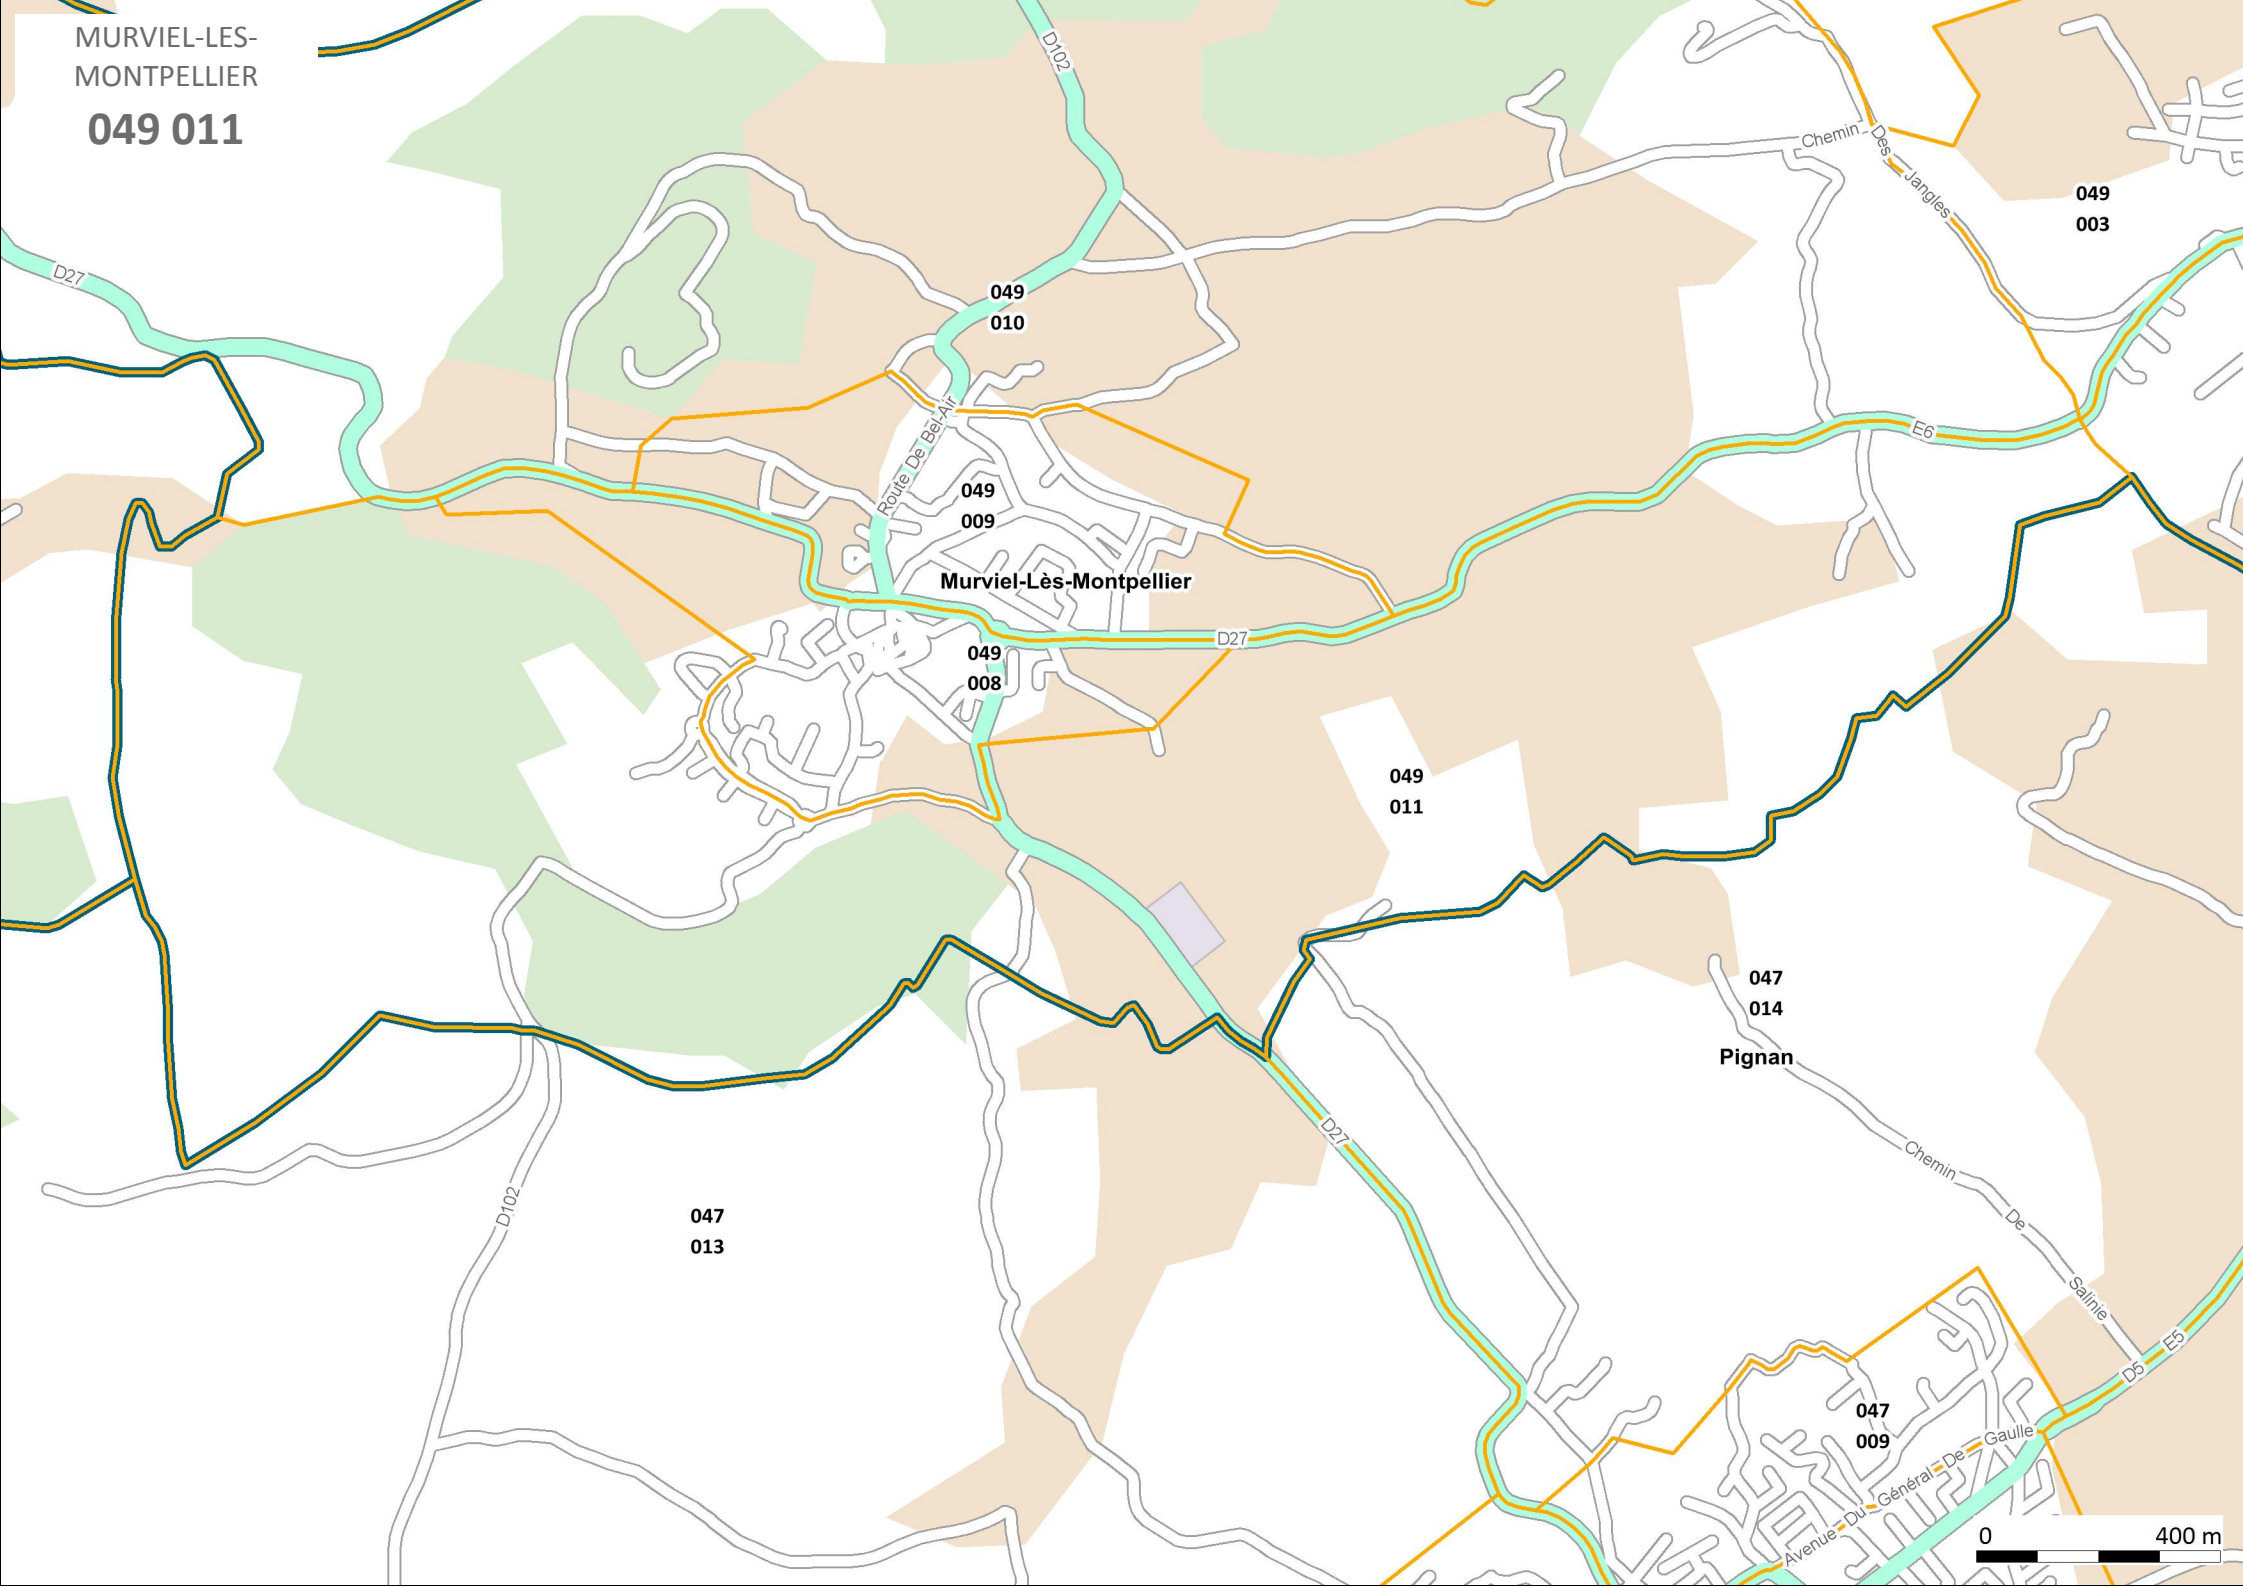 MURVIEL-LES-
MONTPELLIER
049 011
D102
Chemin Des Jangles
049
003
D27
049
010
Route De Bel-Air
E6
049
009
Murviel-Lès-Montpellier
D27
049
008
049
011
047
014
Pignan
D27
Chemin De Salinie
D102
047
013
E5
D5
047
009
Avenue Du Général De Gaulle
0 400 m